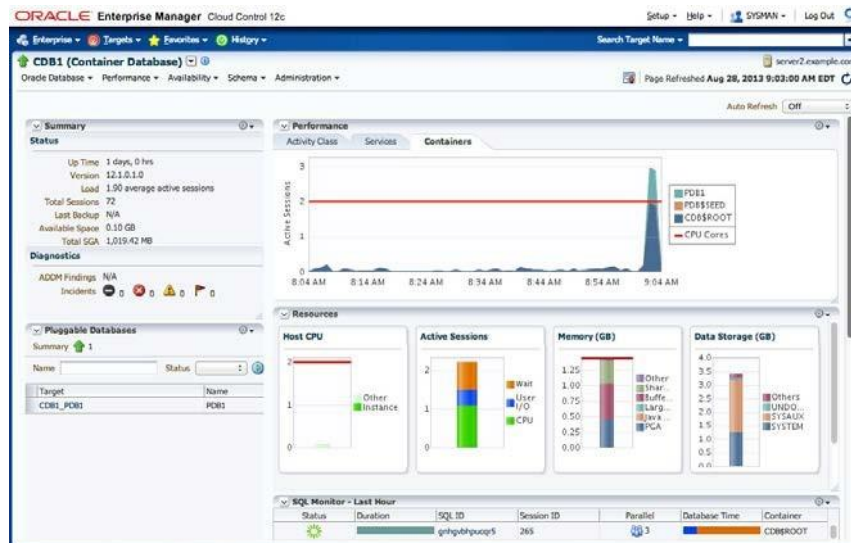 ORACLE Enterprise Manager Cloud Control 12c
Setup Help SYSMAN Log Out
Enterprise Targets Favorites History Search Target Name
CDB1 (Container Database) server2.example.com
Oracle Database Performance Availability Schema Administration Page Refreshed Aug 28, 2013 9:03:00 AM EDT
Auto Refresh Off
Summary
Status
Up Time 1 days, 0 hrs
Version 12.1.0.1.0
Load 1.90 average active sessions
Total Sessions 72
Last Backup N/A
Available Space 0.10 GB
Total SGA 1,019.42 MB
Diagnostics
ADDM Findings N/A
Incidents 0 0 0 0
Pluggable Databases
Summary 1
Name Status
Target Name
CDB1_PDB1 PDB1
Performance
Activity Class Services Containers
Active Sessions
3
2
1
0
8:04 AM 8:14 AM 8:24 AM 8:34 AM 8:44 AM 8:54 AM 9:04 AM
PDB1
PDB$SEED
CDB$ROOT
CPU Cores
Resources
Host CPU
2
1
0
Other
Instance
Active Sessions
2
1
0
Wait
User I/O
CPU
Memory (GB)
1.25
1.00
0.75
0.50
0.25
0.00
Other
Shar...
Buffe...
Larg...
Java ...
PGA
Data Storage (GB)
4.0
3.5
3.0
2.5
2.0
1.5
1.0
0.5
0.0
Others
UNDO...
SYSAUX
SYSTEM
SQL Monitor - Last Hour
Status Duration SQL ID Session ID Parallel Database Time Container
265 3 CDB$ROOT